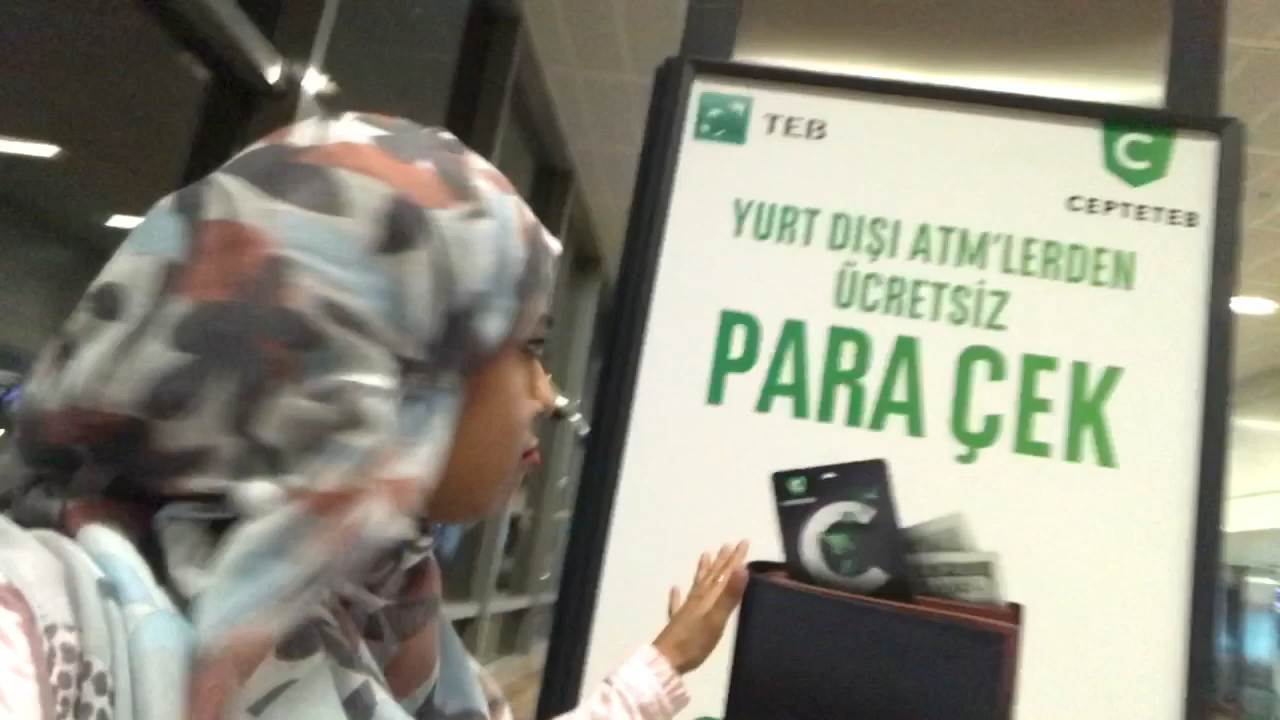 TEB
C
CEPTETEB
YURT DIŞI ATM'LERDEN
ÜCRETSİZ
PARA ÇEK
C